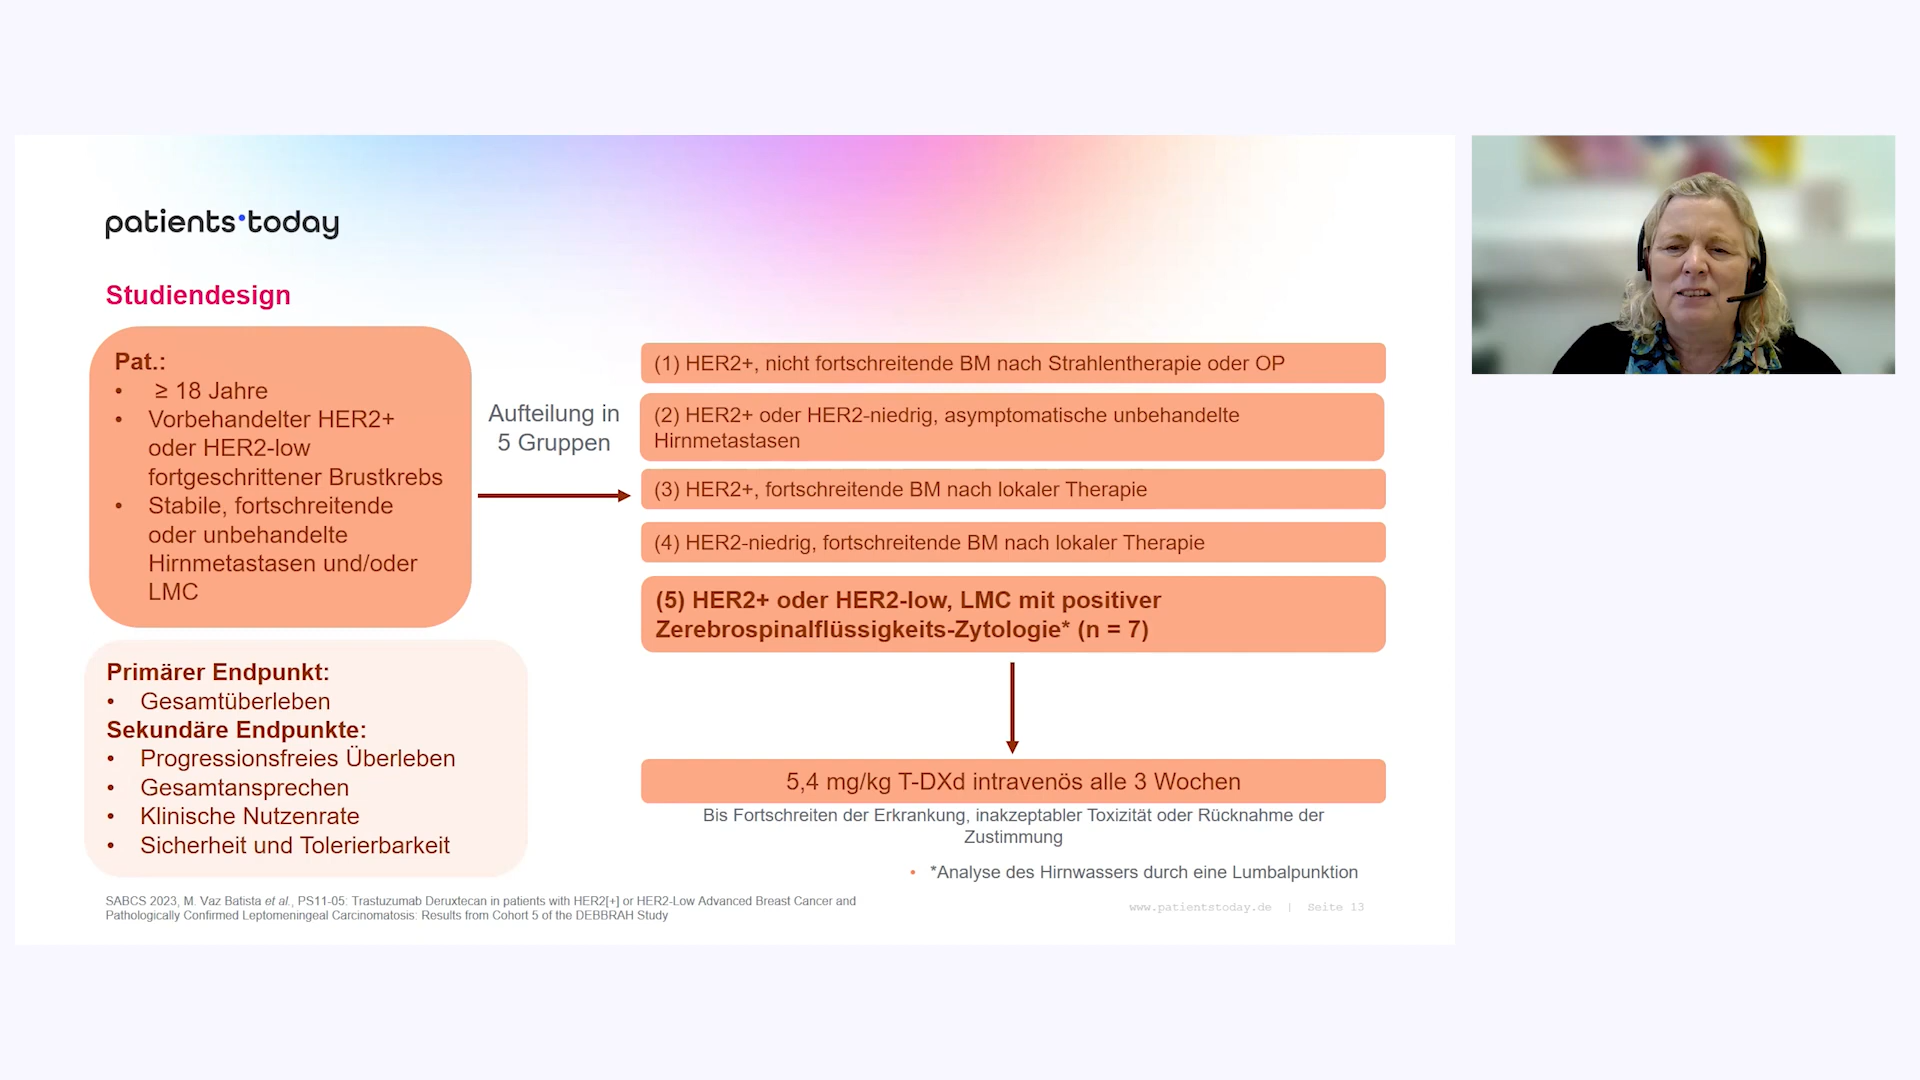 patients•today
Studiendesign
Pat.:
• ≥ 18 Jahre
• Vorbehandelter HER2+
oder HER2-low
fortgeschrittener Brustkrebs
• Stabile, fortschreitende
oder unbehandelte
Hirnmetastasen und/oder
LMC
Aufteilung in
5 Gruppen
(1) HER2+, nicht fortschreitende BM nach Strahlentherapie oder OP
(2) HER2+ oder HER2-niedrig, asymptomatische unbehandelte
Hirnmetastasen
(3) HER2+, fortschreitende BM nach lokaler Therapie
(4) HER2-niedrig, fortschreitende BM nach lokaler Therapie
(5) HER2+ oder HER2-low, LMC mit positiver
Zerebrospinalflüssigkeits-Zytologie* (n = 7)
Primärer Endpunkt:
• Gesamtüberleben
Sekundäre Endpunkte:
• Progressionsfreies Überleben
• Gesamtansprechen
• Klinische Nutzenrate
• Sicherheit und Tolerierbarkeit
5,4 mg/kg T-DXd intravenös alle 3 Wochen
Bis Fortschreiten der Erkrankung, inakzeptabler Toxizität oder Rücknahme der
Zustimmung
• *Analyse des Hirnwassers durch eine Lumbalpunktion
SABCS 2023, M. Vaz Batista et al., PS11-05: Trastuzumab Deruxtecan in patients with HER2[+] or HER2-Low Advanced Breast Cancer and
Pathologically Confirmed Leptomeningeal Carcinomatosis: Results from Cohort 5 of the DEBBRAH Study
www.patientstoday.de | Seite 13